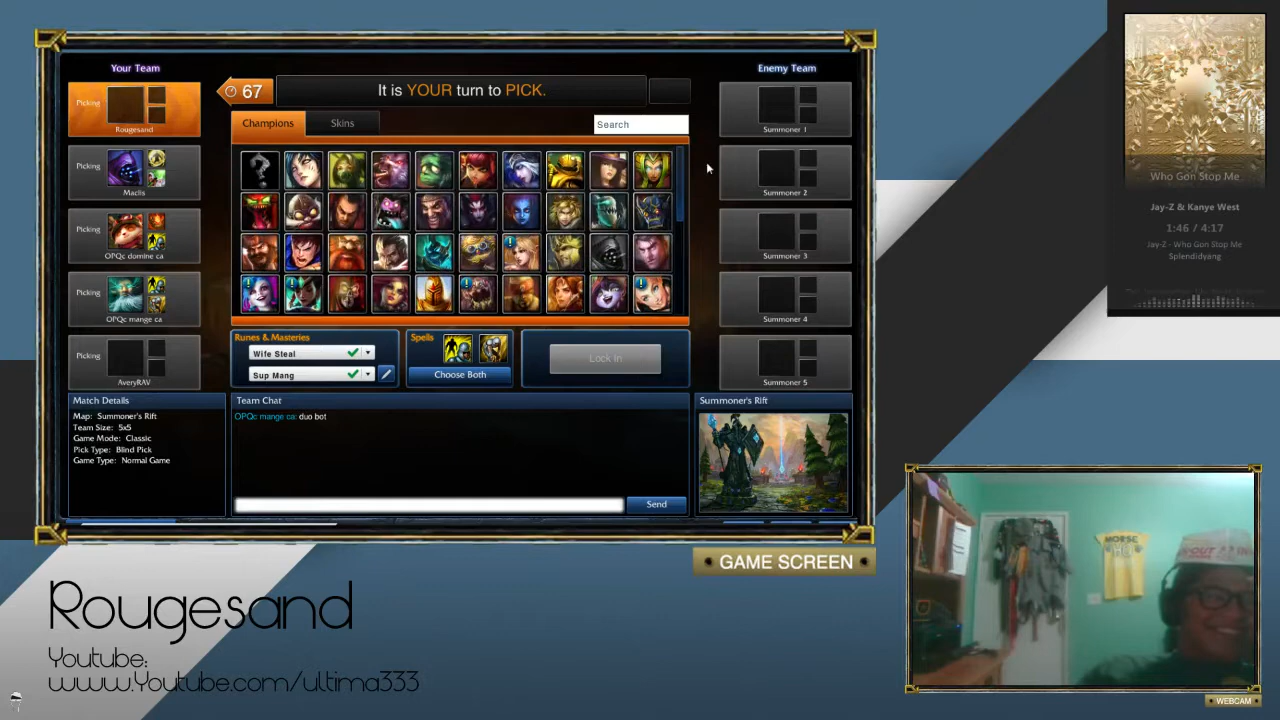 Your Team
Picking
Rougesand
Picking
Maclis
Picking
OPQc domine ca
Picking
OPQc mange ca
Picking
AveryRAV
67
It is YOUR turn to PICK.
Champions
Skins
Search
Enemy Team
Summoner 1
Summoner 2
Summoner 3
Summoner 4
Summoner 5
Runes & Masteries
Wife Steal
Sup Mang
Spells
Choose Both
Lock In
Match Details
Map: Summoner's Rift
Team Size: 5x5
Game Mode: Classic
Pick Type: Blind Pick
Game Type: Normal Game
Team Chat
OPQc mange ca: duo bot
Send
Summoner's Rift
GAME SCREEN
Who Gon Stop Me
Jay-Z & Kanye West
1:46 / 4:17
Jay-Z - Who Gon Stop Me
Splendidyang
MORSE
WEBCAM
Rougesand
Youtube:
www.Youtube.com/ultima333